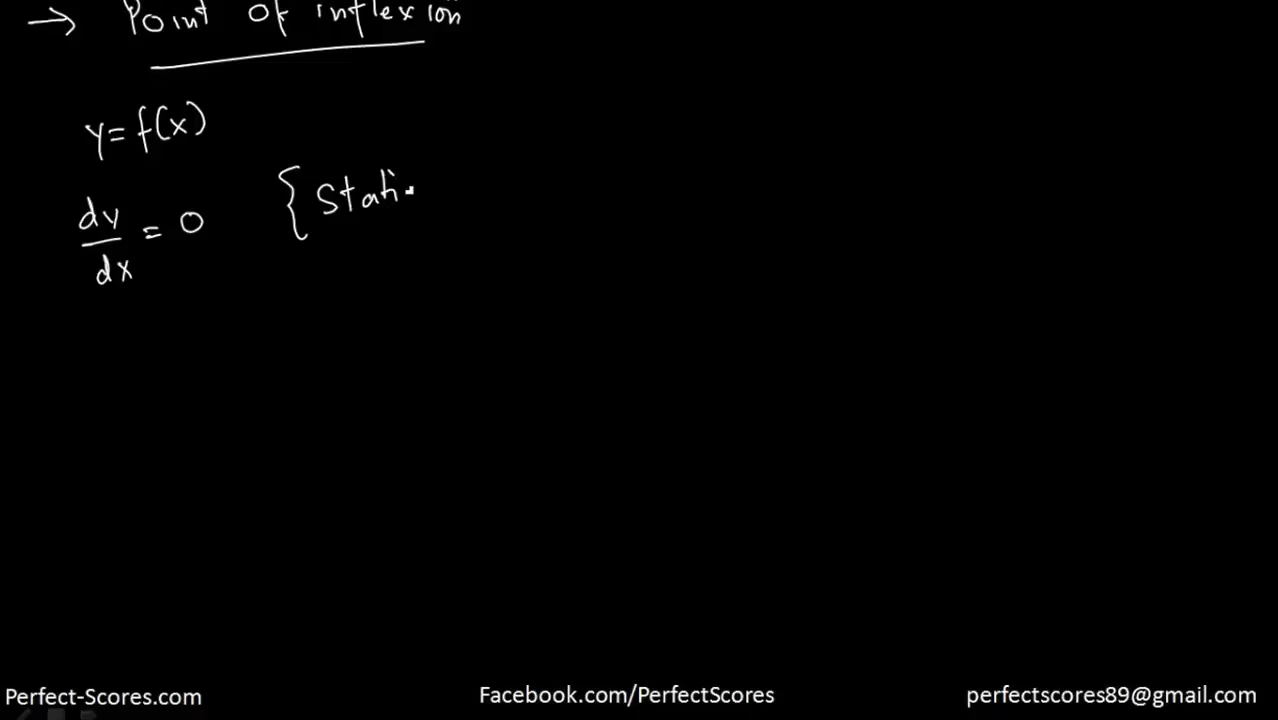 → Point of inflexion
y = f(x)
dy/dx = 0 { Stati
Perfect-Scores.com
Facebook.com/PerfectScores
perfectscores89@gmail.com